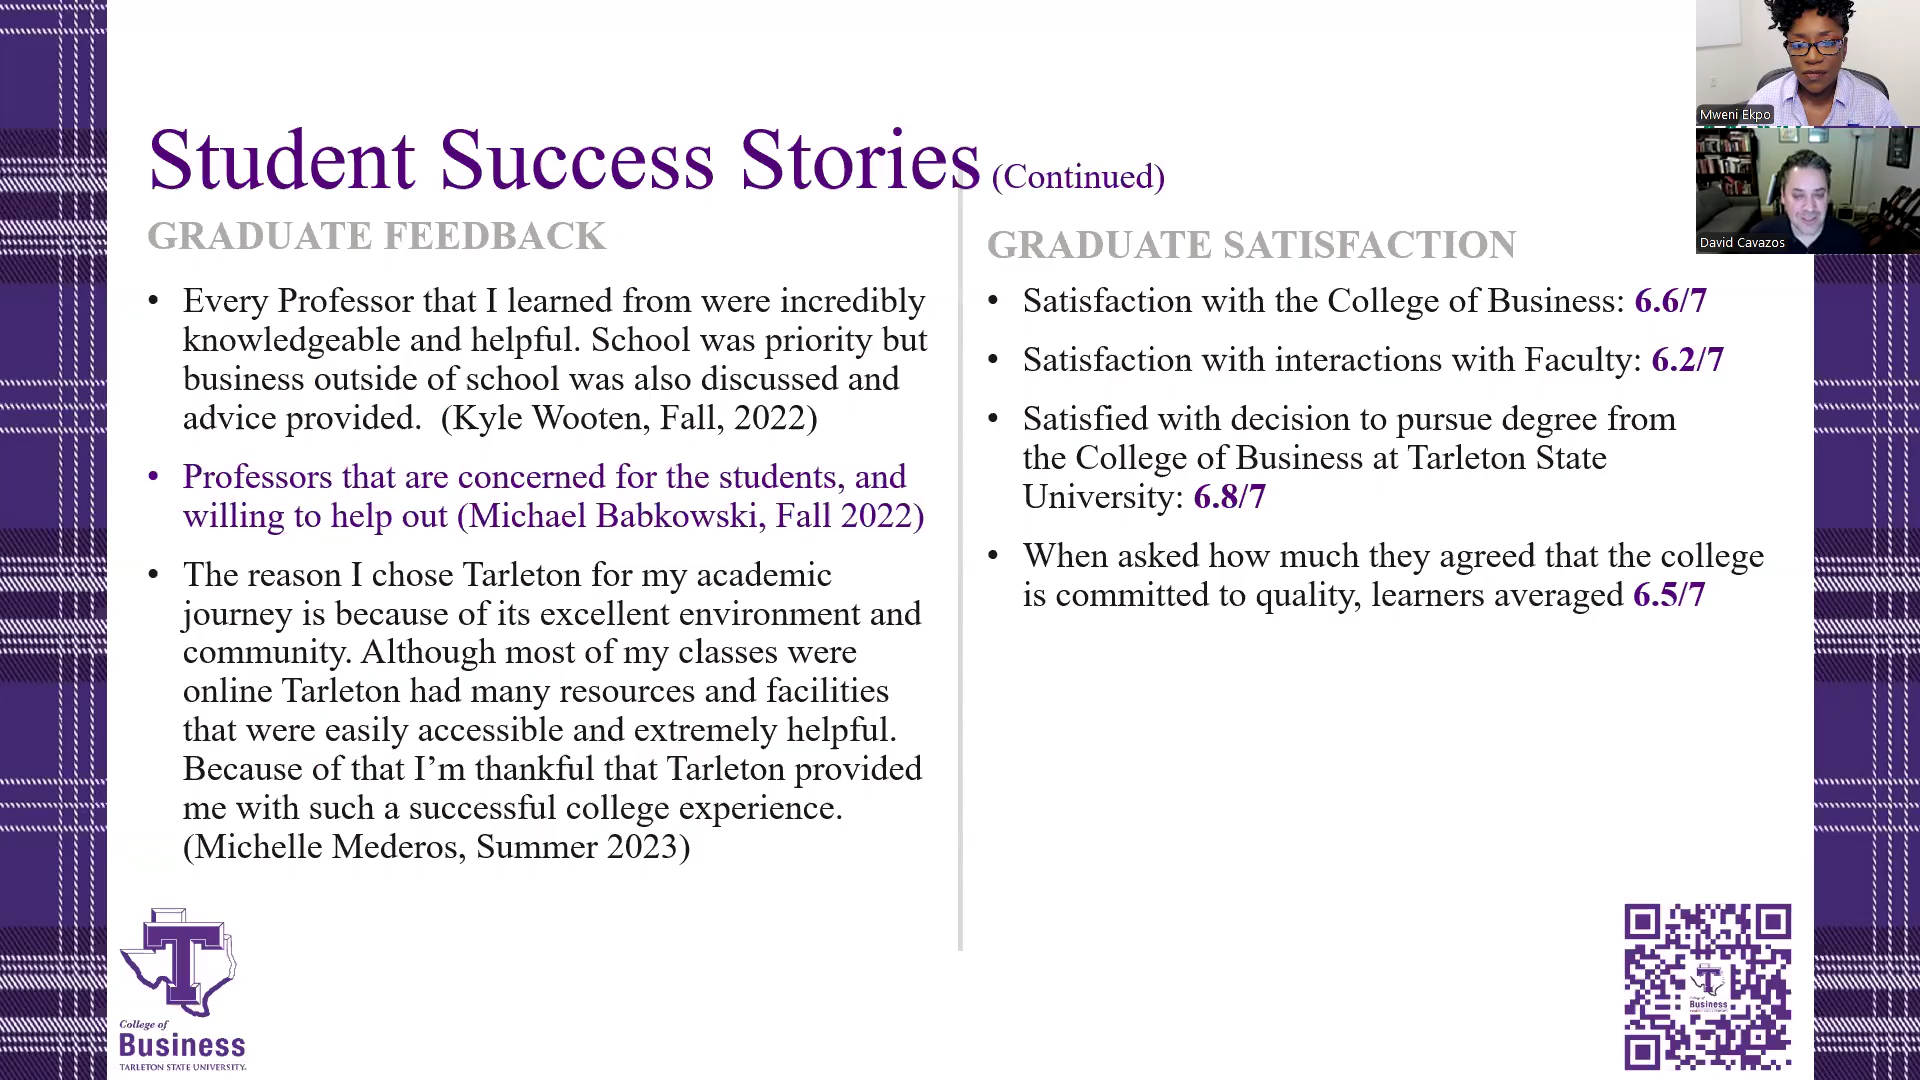 Student Success Stories (Continued)
GRADUATE FEEDBACK
• Every Professor that I learned from were incredibly
knowledgeable and helpful. School was priority but
business outside of school was also discussed and
advice provided.  (Kyle Wooten, Fall, 2022)
• Professors that are concerned for the students, and
willing to help out (Michael Babkowski, Fall 2022)
• The reason I chose Tarleton for my academic
journey is because of its excellent environment and
community. Although most of my classes were
online Tarleton had many resources and facilities
that were easily accessible and extremely helpful.
Because of that I’m thankful that Tarleton provided
me with such a successful college experience.
(Michelle Mederos, Summer 2023)
GRADUATE SATISFACTION
• Satisfaction with the College of Business: 6.6/7
• Satisfaction with interactions with Faculty: 6.2/7
• Satisfied with decision to pursue degree from
the College of Business at Tarleton State
University: 6.8/7
• When asked how much they agreed that the college
is committed to quality, learners averaged 6.5/7
Mweni Ekpo
David Cavazos
T
College of
Business
TARLETON STATE UNIVERSITY
T
College of
Business